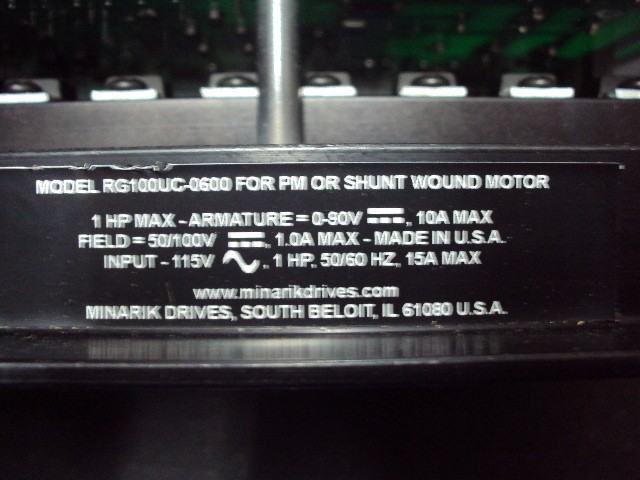 MODEL RG100UC-0600 FOR PM OR SHUNT WOUND MOTOR
1 HP MAX - ARMATURE = 0-90V ⎓, 10A MAX
FIELD = 50/100V ⎓, 1.0A MAX - MADE IN U.S.A.
INPUT - 115V ∿, 1 HP, 50/60 HZ, 15A MAX
www.minarikdrives.com
MINARIK DRIVES, SOUTH BELOIT, IL 61080 U.S.A.